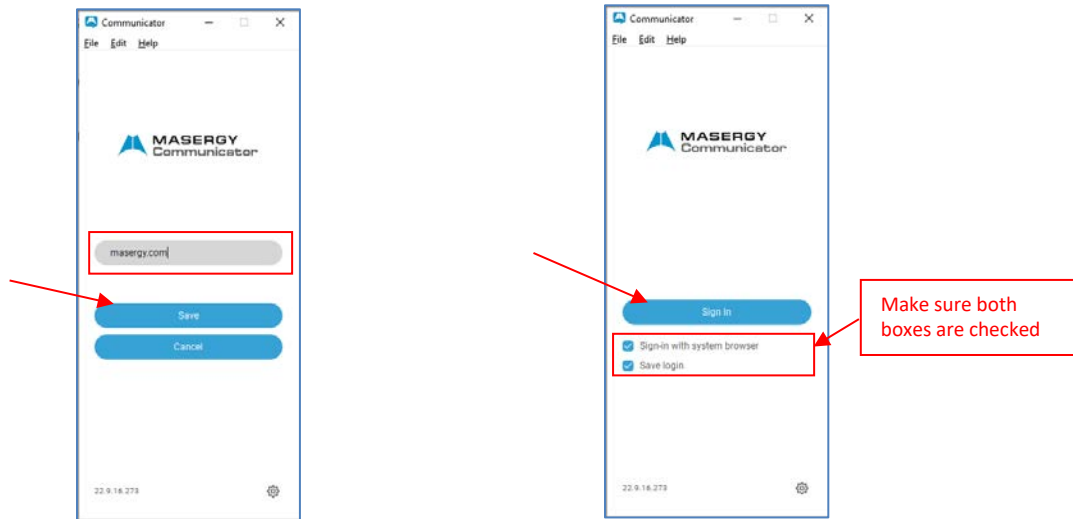 Communicator
File Edit Help
MASERGY
Communicator
masergy.com
Save
Cancel
22.9.16.273
Communicator
File Edit Help
MASERGY
Communicator
Sign In
Sign-in with system browser
Save login
22.9.16.273
Make sure both
boxes are checked